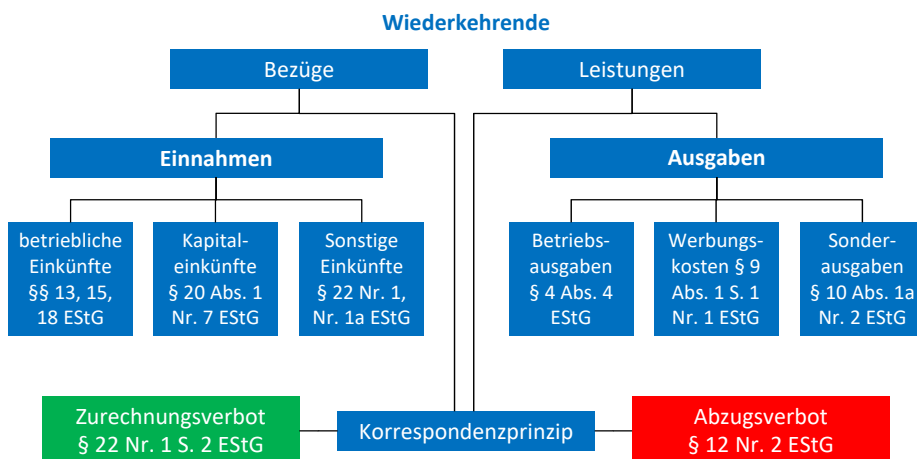 Wiederkehrende
Bezüge
Leistungen
Einnahmen
Ausgaben
betriebliche
Einkünfte
§§ 13, 15,
18 EStG
Kapital-
einkünfte
§ 20 Abs. 1
Nr. 7 EStG
Sonstige
Einkünfte
§ 22 Nr. 1,
Nr. 1a EStG
Betriebs-
ausgaben
§ 4 Abs. 4
EStG
Werbungs-
kosten § 9
Abs. 1 S. 1
Nr. 1 EStG
Sonder-
ausgaben
§ 10 Abs. 1a
Nr. 2 EStG
Zurechnungsverbot
§ 22 Nr. 1 S. 2 EStG
Korrespondenzprinzip
Abzugsverbot
§ 12 Nr. 2 EStG